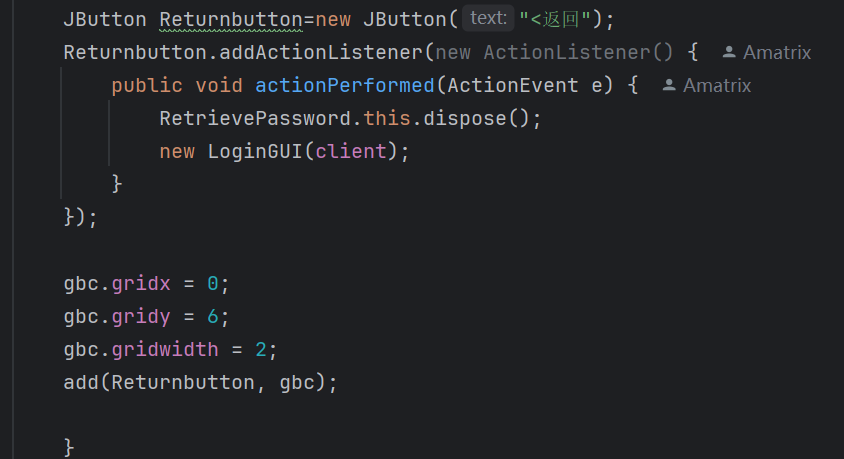 JButton Returnbutton=new JButton( text: "<返回");
Returnbutton.addActionListener(new ActionListener() { Amatrix
public void actionPerformed(ActionEvent e) { Amatrix
RetrievePassword.this.dispose();
new LoginGUI(client);
}
});
gbc.gridx = 0;
gbc.gridy = 6;
gbc.gridwidth = 2;
add(Returnbutton, gbc);
}